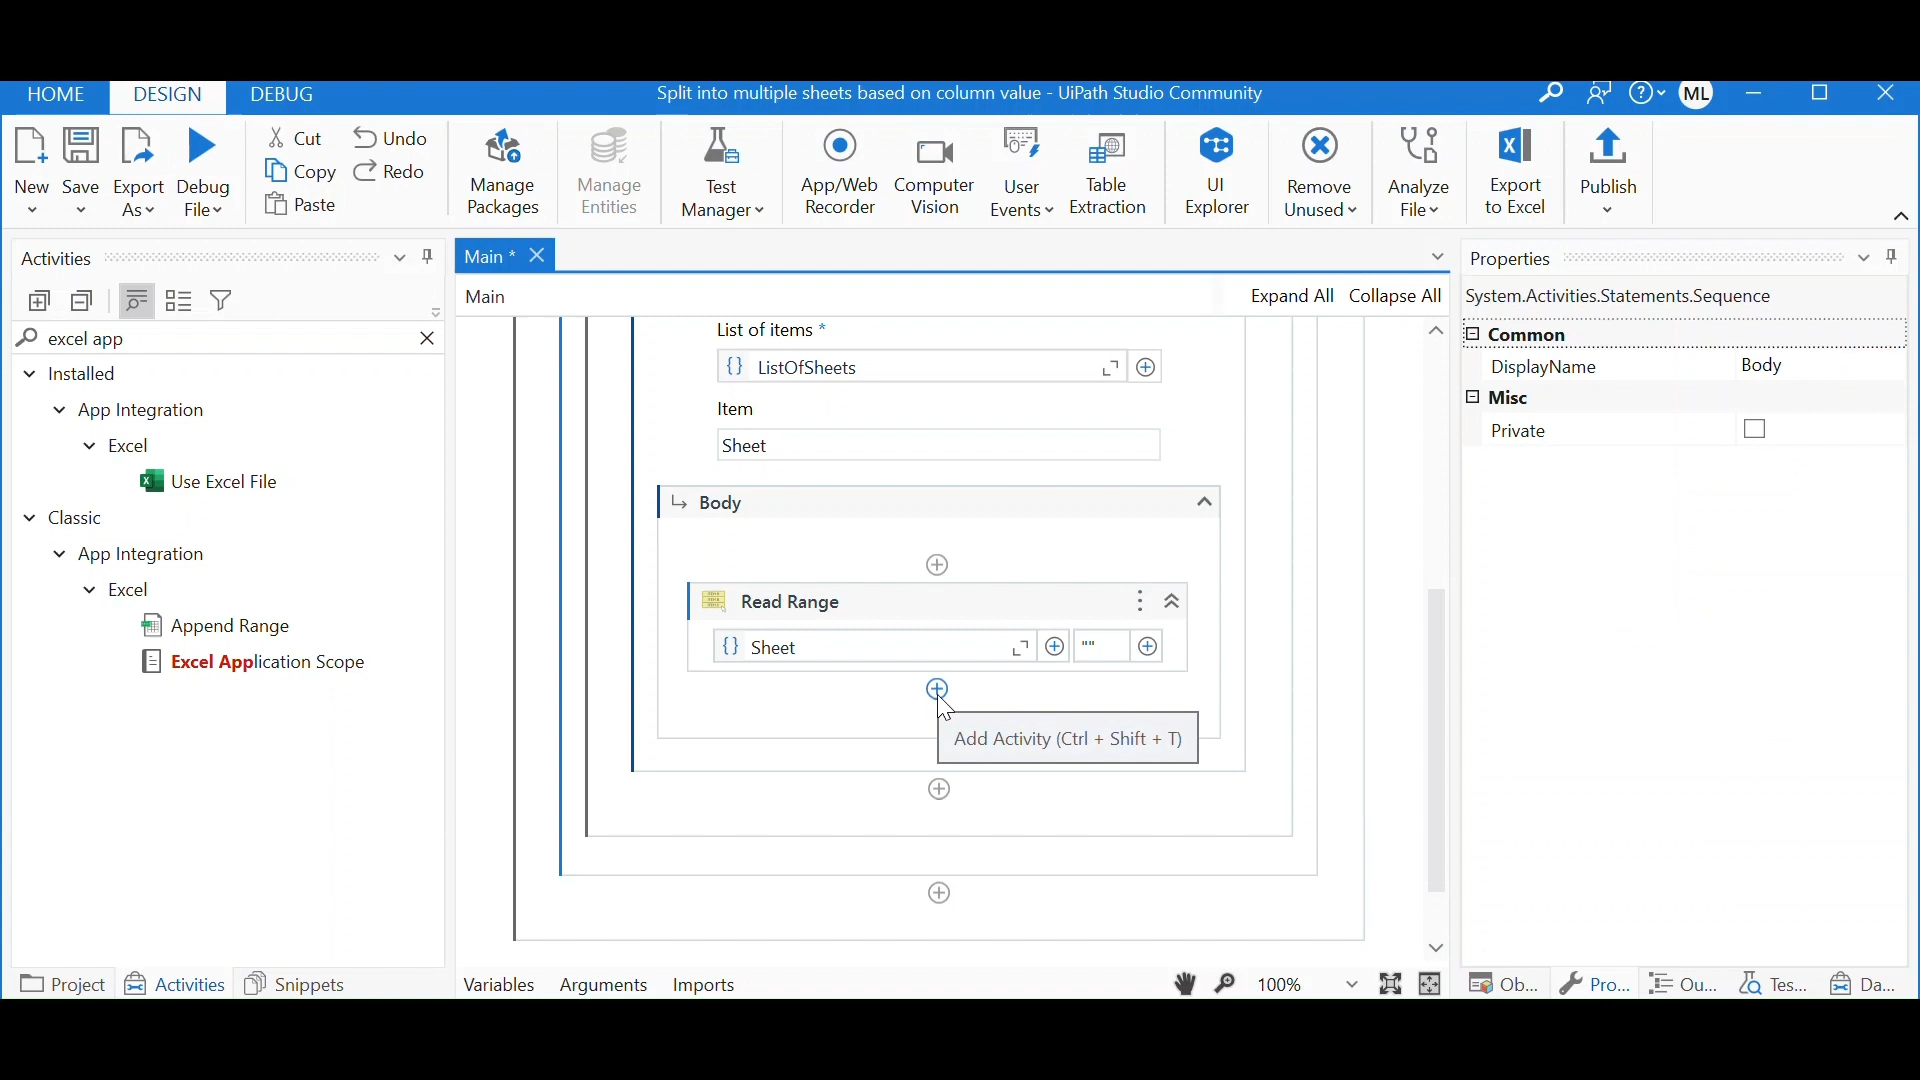 HOME DESIGN DEBUG
Split into multiple sheets based on column value - UiPath Studio Community
ML
New
Save
Export
As
Debug
File
Cut
Copy
Paste
Undo
Redo
Manage
Packages
Manage
Entities
Test
Manager
App/Web
Recorder
Computer
Vision
User
Events
Table
Extraction
UI
Explorer
Remove
Unused
Analyze
File
Export
to Excel
Publish
Activities
excel app
Installed
App Integration
Excel
Use Excel File
Classic
App Integration
Excel
Append Range
Excel Application Scope
Project Activities Snippets
Main *
Main
Expand All Collapse All
List of items *
{} ListOfSheets
Item
Sheet
Body
Read Range
{} Sheet
""
Add Activity (Ctrl + Shift + T)
Variables Arguments Imports
100%
Properties
System.Activities.Statements.Sequence
Common
DisplayName Body
Misc
Private
Ob... Pro... Ou... Tes... Da...